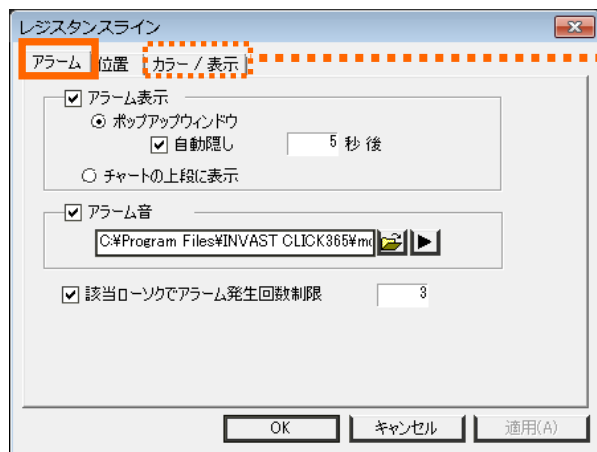 レジスタンスライン
アラーム 位置 カラー / 表示
アラーム表示
ポップアップウィンドウ
自動隠し 5 秒 後
チャートの上段に表示
アラーム音
C:¥Program Files¥INVAST CLICK365¥
該当ローソクでアラーム発生回数制限 3
OK キャンセル 適用(A)